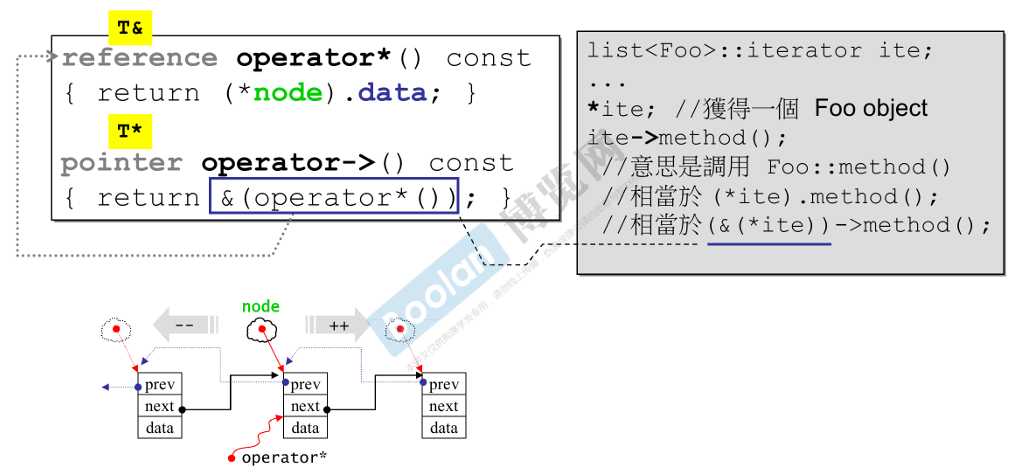 T&
reference operator*() const
{ return (*node).data; }
T*
pointer operator->() const
{ return &(operator*()); }
list<Foo>::iterator ite;
...
*ite; //獲得一個 Foo object
ite->method();
//意思是調用 Foo::method()
//相當於 (*ite).method();
//相當於(&(*ite))->method();
Boolan 博览网
node
--
++
prev
next
data
prev
next
data
prev
next
data
operator*